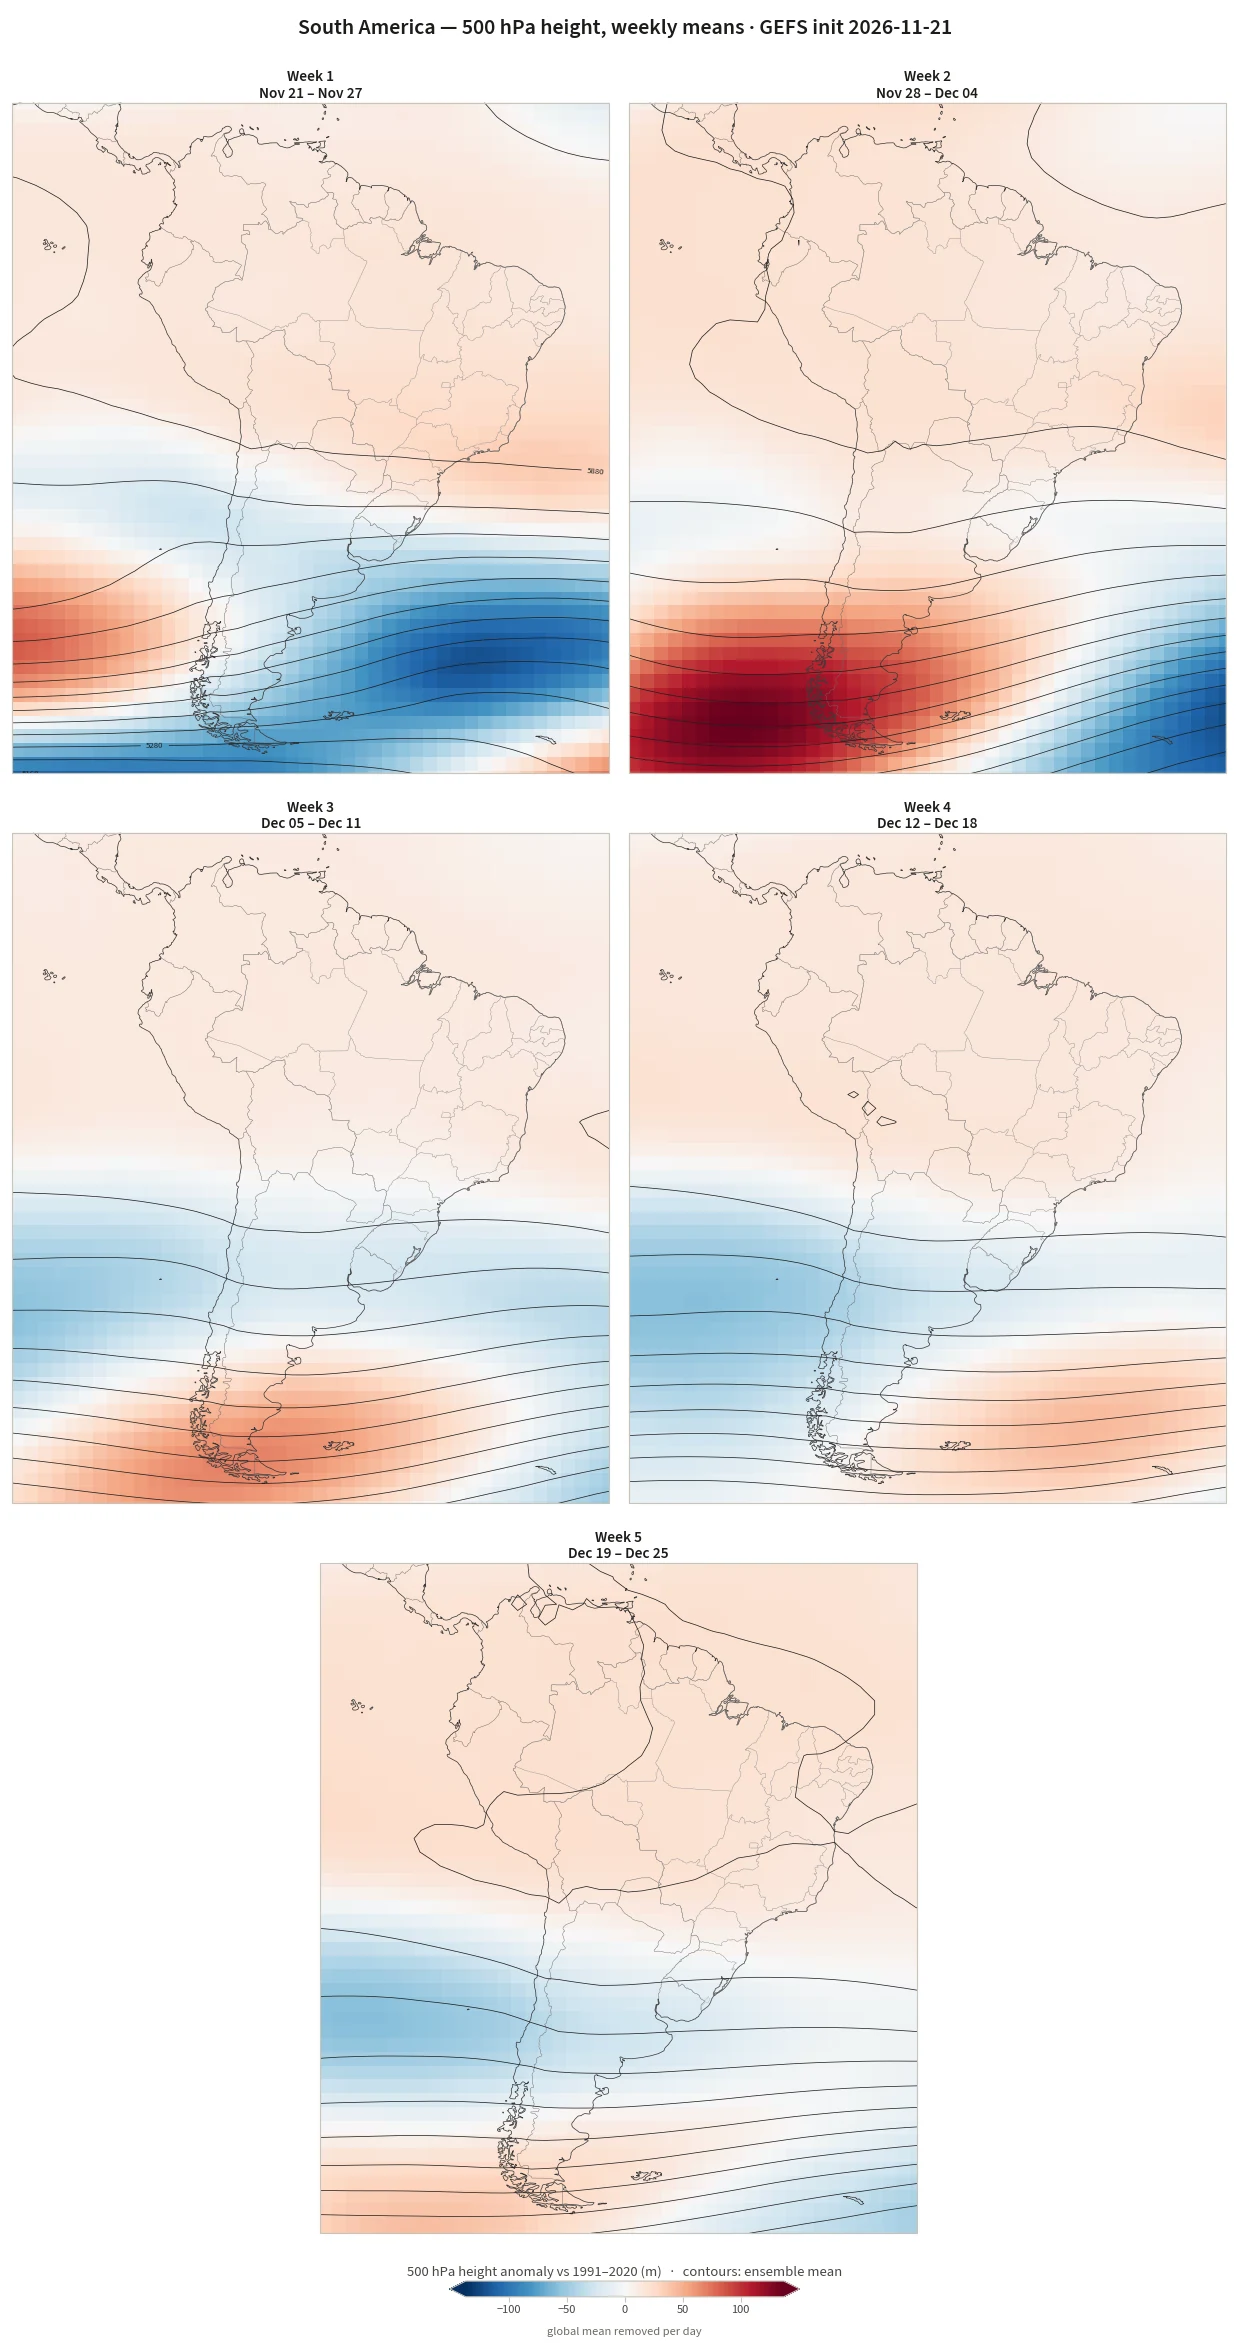 South America — 500 hPa height, weekly means · GEFS init 2026-11-21
Week 1
Nov 21 – Nov 27
Week 2
Nov 28 – Dec 04
5880
5280
Week 3
Dec 05 – Dec 11
Week 4
Dec 12 – Dec 18
Week 5
Dec 19 – Dec 25
500 hPa height anomaly vs 1991–2020 (m) · contours: ensemble mean
−100 −50 0 50 100
global mean removed per day